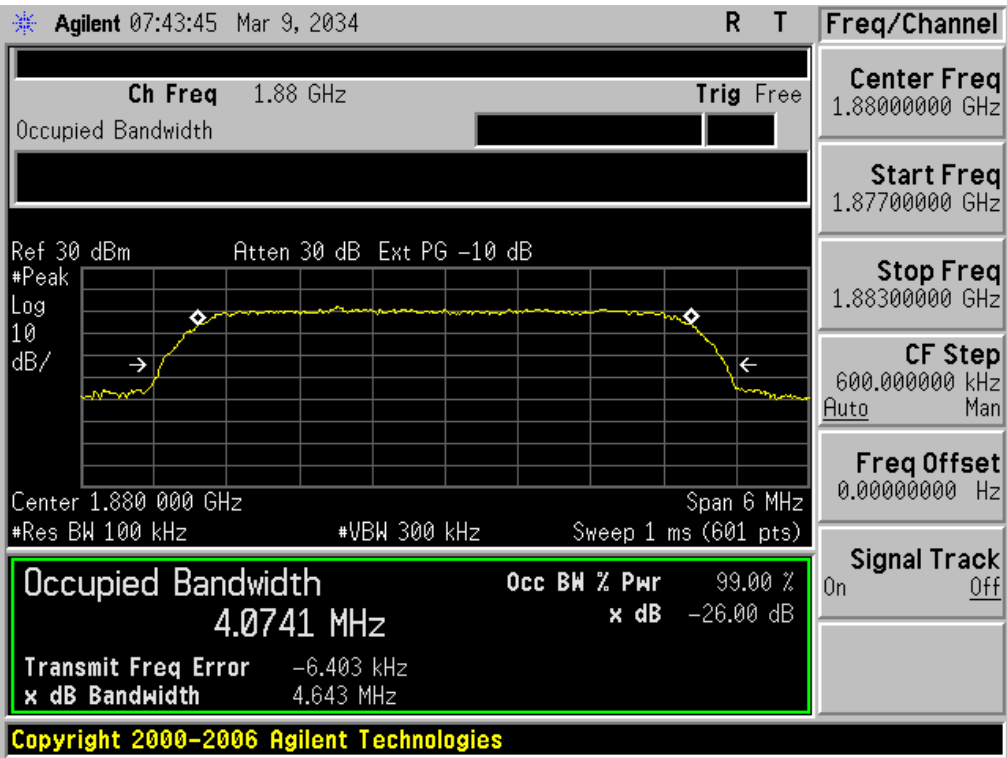 Agilent 07:43:45 Mar 9, 2034 R T
Freq/Channel
Ch Freq 1.88 GHz Trig Free
Occupied Bandwidth
Center Freq
1.88000000 GHz
Start Freq
1.87700000 GHz
Stop Freq
1.88300000 GHz
CF Step
600.000000 kHz
Auto Man
Freq Offset
0.00000000 Hz
Signal Track
On Off
Ref 30 dBm Atten 30 dB Ext PG -10 dB
#Peak
Log
10
dB/
Center 1.880 000 GHz Span 6 MHz
#Res BW 100 kHz #VBW 300 kHz Sweep 1 ms (601 pts)
Occupied Bandwidth Occ BW % Pwr 99.00 %
4.0741 MHz x dB -26.00 dB
Transmit Freq Error -6.403 kHz
x dB Bandwidth 4.643 MHz
Copyright 2000-2006 Agilent Technologies